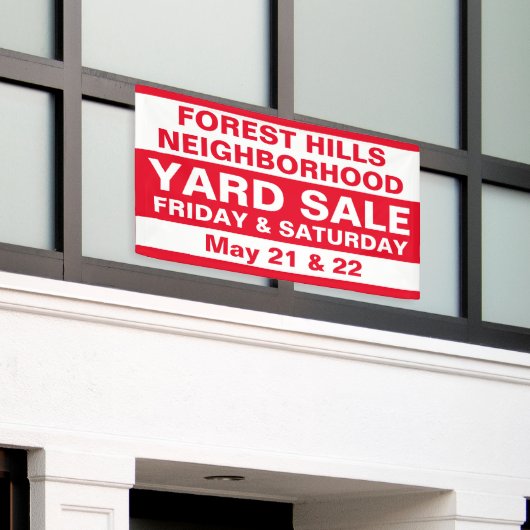 FOREST HILLS
NEIGHBORHOOD
YARD SALE
FRIDAY & SATURDAY
May 21 & 22